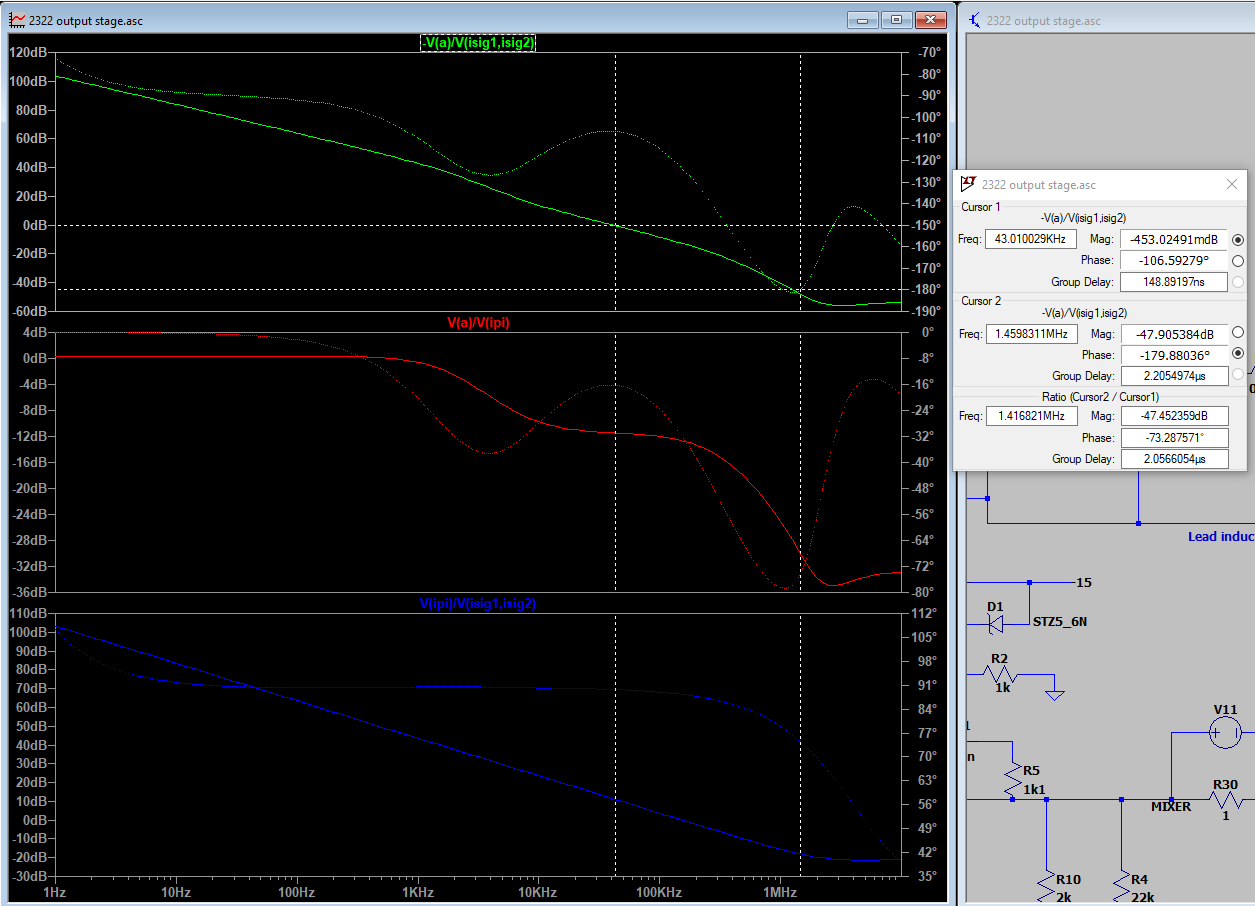 2322 output stage.asc
-V(a)/V(isig1,isig2)
120dB -70°
100dB -80°
80dB -90°
60dB -100°
40dB -110°
20dB -120°
0dB -130°
-20dB -140°
-40dB -150°
-60dB -160°
-170°
-180°
-190°
V(a)/V(ipi)
4dB 0°
0dB -8°
-4dB -16°
-8dB -24°
-12dB -32°
-16dB -40°
-20dB -48°
-24dB -56°
-28dB -64°
-32dB -72°
-36dB -80°
V(ipi)/V(isig1,isig2)
110dB 112°
100dB 105°
90dB 98°
80dB 91°
70dB 84°
60dB 77°
50dB 70°
40dB 63°
30dB 56°
20dB 49°
10dB 42°
0dB 35°
-10dB
-20dB
-30dB
1Hz 10Hz 100Hz 1KHz 10KHz 100KHz 1MHz
2322 output stage.asc
2322 output stage.asc
Cursor 1
-V(a)/V(isig1,isig2)
Freq: 43.010029KHz Mag: -453.02491mdB
Phase: -106.59279°
Group Delay: 148.89197ns
Cursor 2
-V(a)/V(isig1,isig2)
Freq: 1.4598311MHz Mag: -47.905384dB
Phase: -179.88036°
Group Delay: 2.2054974µs
Ratio (Cursor2 / Cursor1)
Freq: 1.416821MHz Mag: -47.452359dB
Phase: -73.287571°
Group Delay: 2.0566054µs
0
Lead induc
-15
D1
STZ5_6N
R2
1k
V11
n
R5
1k1
R30
MIXER
1
R10
2k
R4
22k